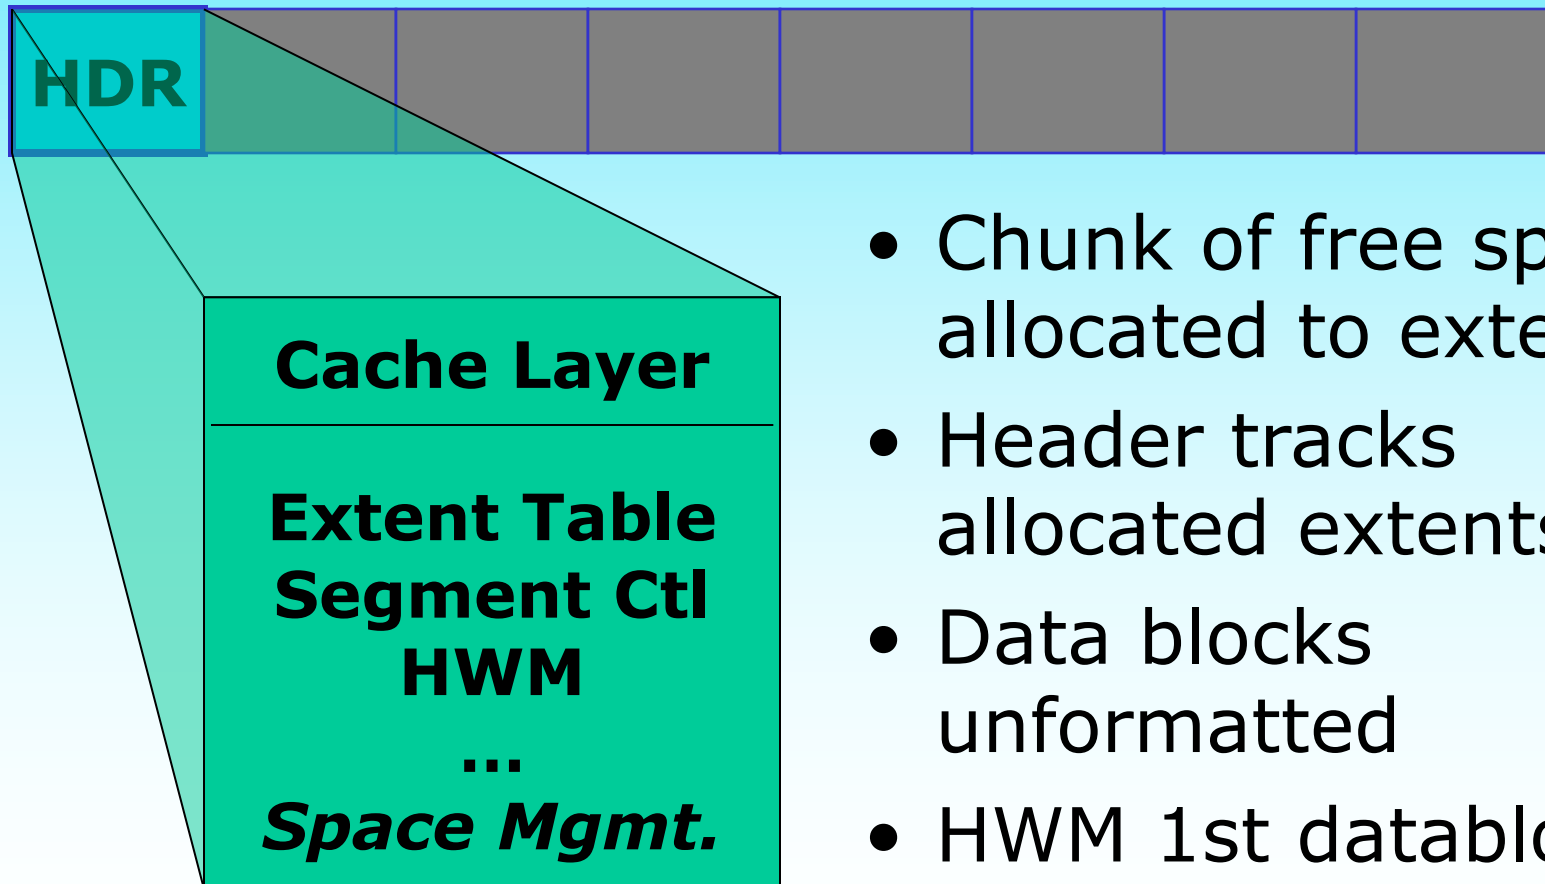 HDR
Cache Layer
Extent Table
Segment Ctl
HWM
...
Space Mgmt.
• Chunk of free
allocated to
• Header tracks
allocated extents
• Data blocks
unformatted
• HWM 1st